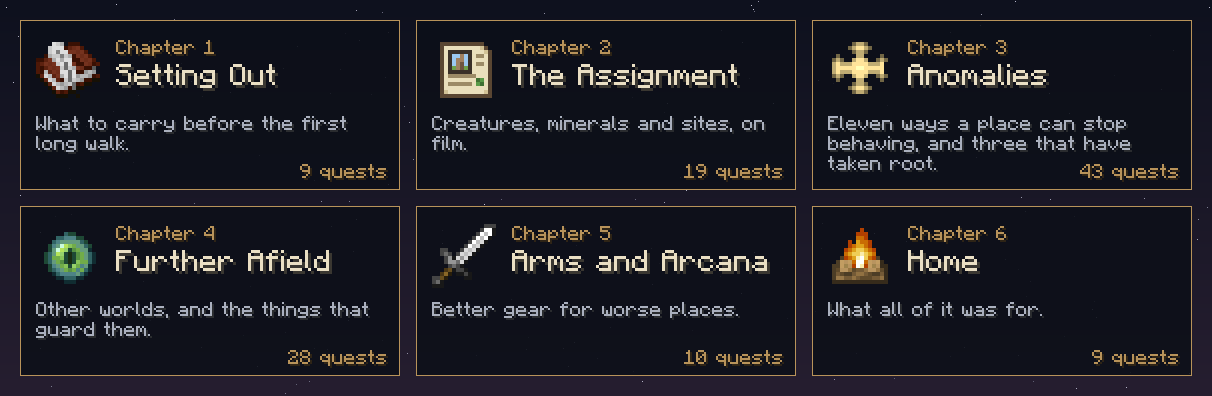 Chapter 1
Setting Out
What to carry before the first
long walk.
9 quests
Chapter 2
The Assignment
Creatures, minerals and sites, on
film.
19 quests
Chapter 3
Anomalies
Eleven ways a place can stop
behaving, and three that have
taken root.
43 quests
Chapter 4
Further Afield
Other worlds, and the things that
guard them.
28 quests
Chapter 5
Arms and Arcana
Better gear for worse places.
10 quests
Chapter 6
Home
What all of it was for.
9 quests